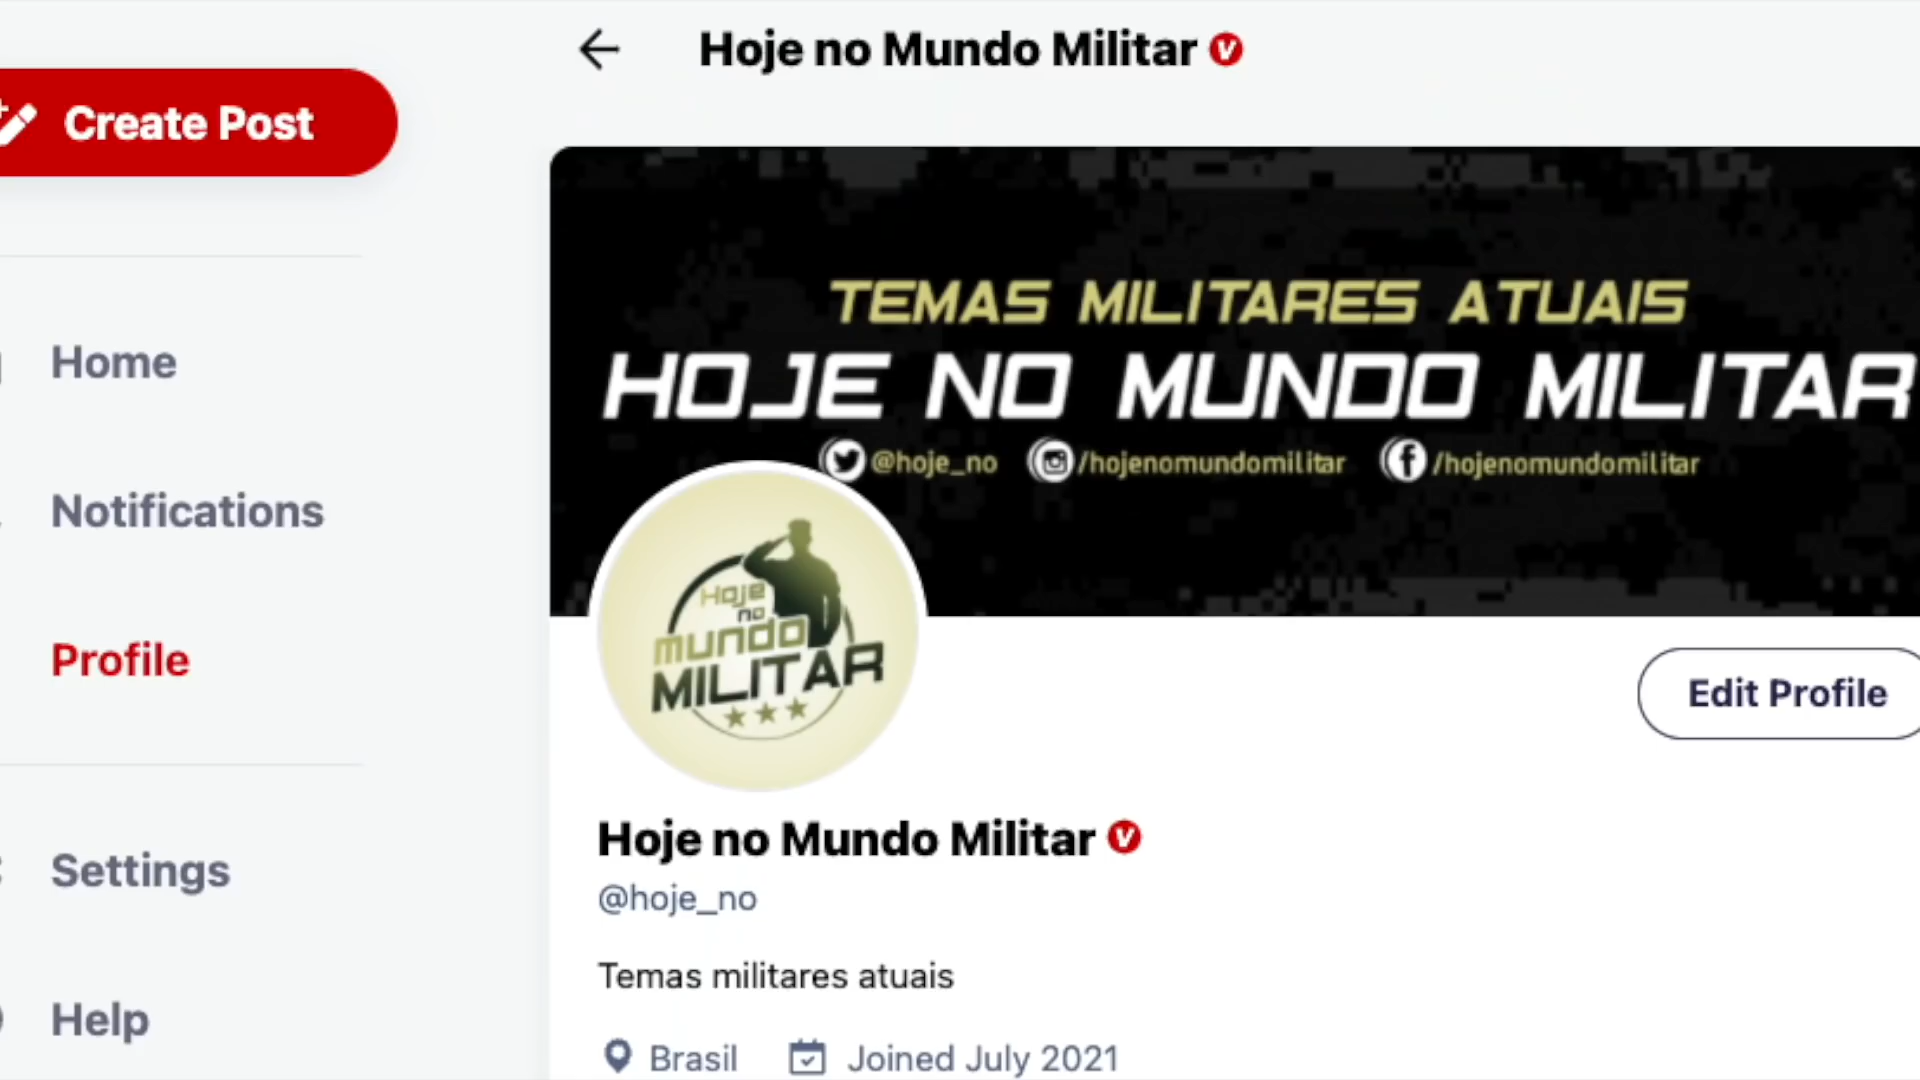 Hoje no Mundo Militar
Create Post
Home
Notifications
Profile
Settings
Help
TEMAS MILITARES ATUAIS
HOJE NO MUNDO MILITAR
@hoje_no /hojenomundomilitar /hojenomundomilitar
Hoje
no
mundo
MILITAR
Edit Profile
Hoje no Mundo Militar
@hoje_no
Temas militares atuais
Brasil Joined July 2021